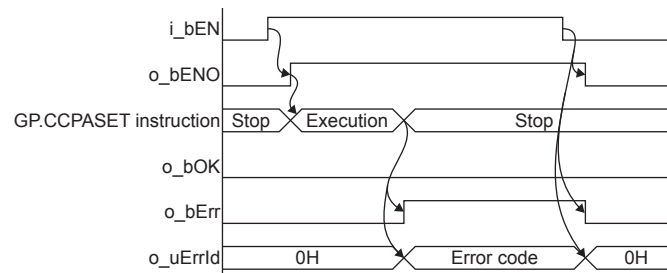 i_bEN
o_bENO
GP.CCPASET instruction Stop Execution Stop
o_bOK
o_bErr
o_uErrId 0H Error code 0H